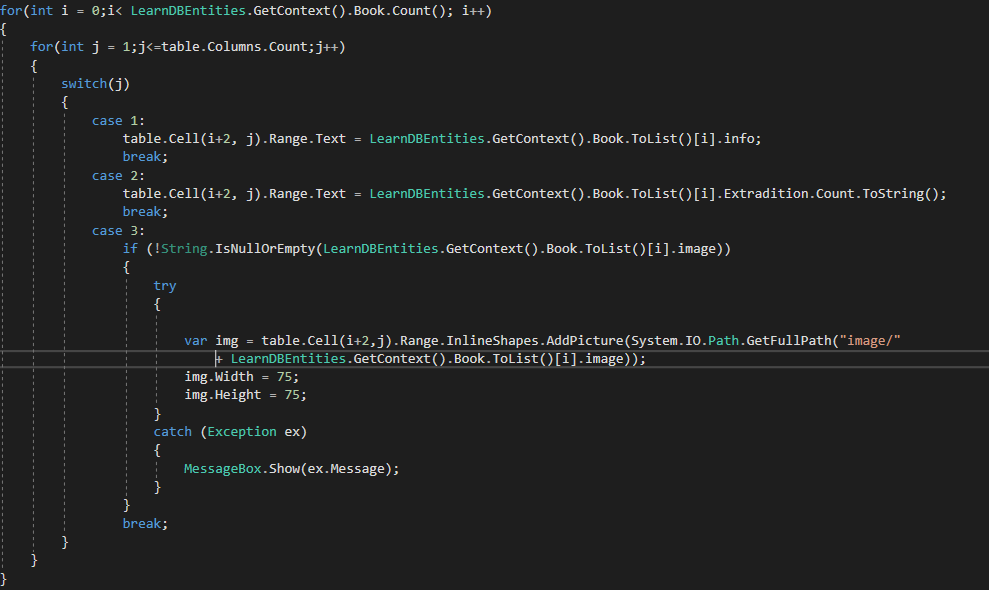 for(int i = 0;i< LearnDBEntities.GetContext().Book.Count(); i++)
{
    for(int j = 1;j<=table.Columns.Count;j++)
    {
        switch(j)
        {
            case 1:
                table.Cell(i+2, j).Range.Text = LearnDBEntities.GetContext().Book.ToList()[i].info;
                break;
            case 2:
                table.Cell(i+2, j).Range.Text = LearnDBEntities.GetContext().Book.ToList()[i].Extradition.Count.ToString();
                break;
            case 3:
                if (!String.IsNullOrEmpty(LearnDBEntities.GetContext().Book.ToList()[i].image))
                {
                    try
                    {
                        var img = table.Cell(i+2,j).Range.InlineShapes.AddPicture(System.IO.Path.GetFullPath("image/"
                            + LearnDBEntities.GetContext().Book.ToList()[i].image));
                        img.Width = 75;
                        img.Height = 75;
                    }
                    catch (Exception ex)
                    {
                        MessageBox.Show(ex.Message);
                    }
                }
                break;
        }
    }
}